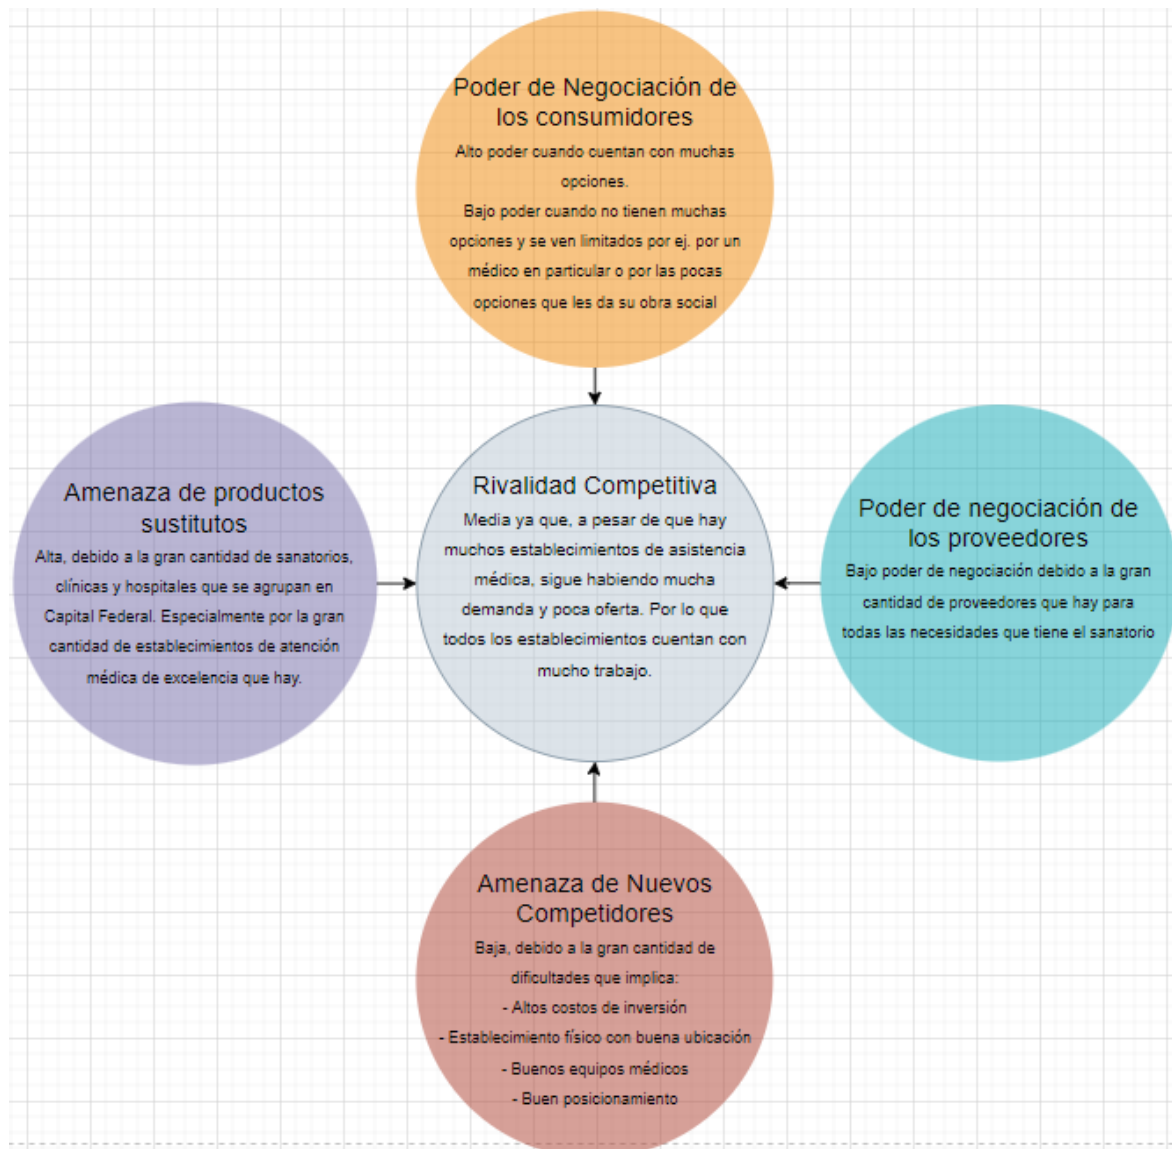 Poder de Negociación de
los consumidores
Alto poder cuando cuentan con muchas
opciones.
Bajo poder cuando no tienen muchas
opciones y se ven limitados por ej. por un
médico en particular o por las pocas
opciones que les da su obra social
Amenaza de productos
sustitutos
Alta, debido a la gran cantidad de sanatorios,
clínicas y hospitales que se agrupan en
Capital Federal. Especialmente por la gran
cantidad de establecimientos de atención
médica de excelencia que hay.
Rivalidad Competitiva
Media ya que, a pesar de que hay
muchos establecimientos de asistencia
médica, sigue habiendo mucha
demanda y poca oferta. Por lo que
todos los establecimientos cuentan con
mucho trabajo.
Poder de negociación de
los proveedores
Bajo poder de negociación debido a la gran
cantidad de proveedores que hay para
todas las necesidades que tiene el sanatorio
Amenaza de Nuevos
Competidores
Baja, debido a la gran cantidad de
dificultades que implica:
- Altos costos de inversión
- Establecimiento físico con buena ubicación
- Buenos equipos médicos
- Buen posicionamiento